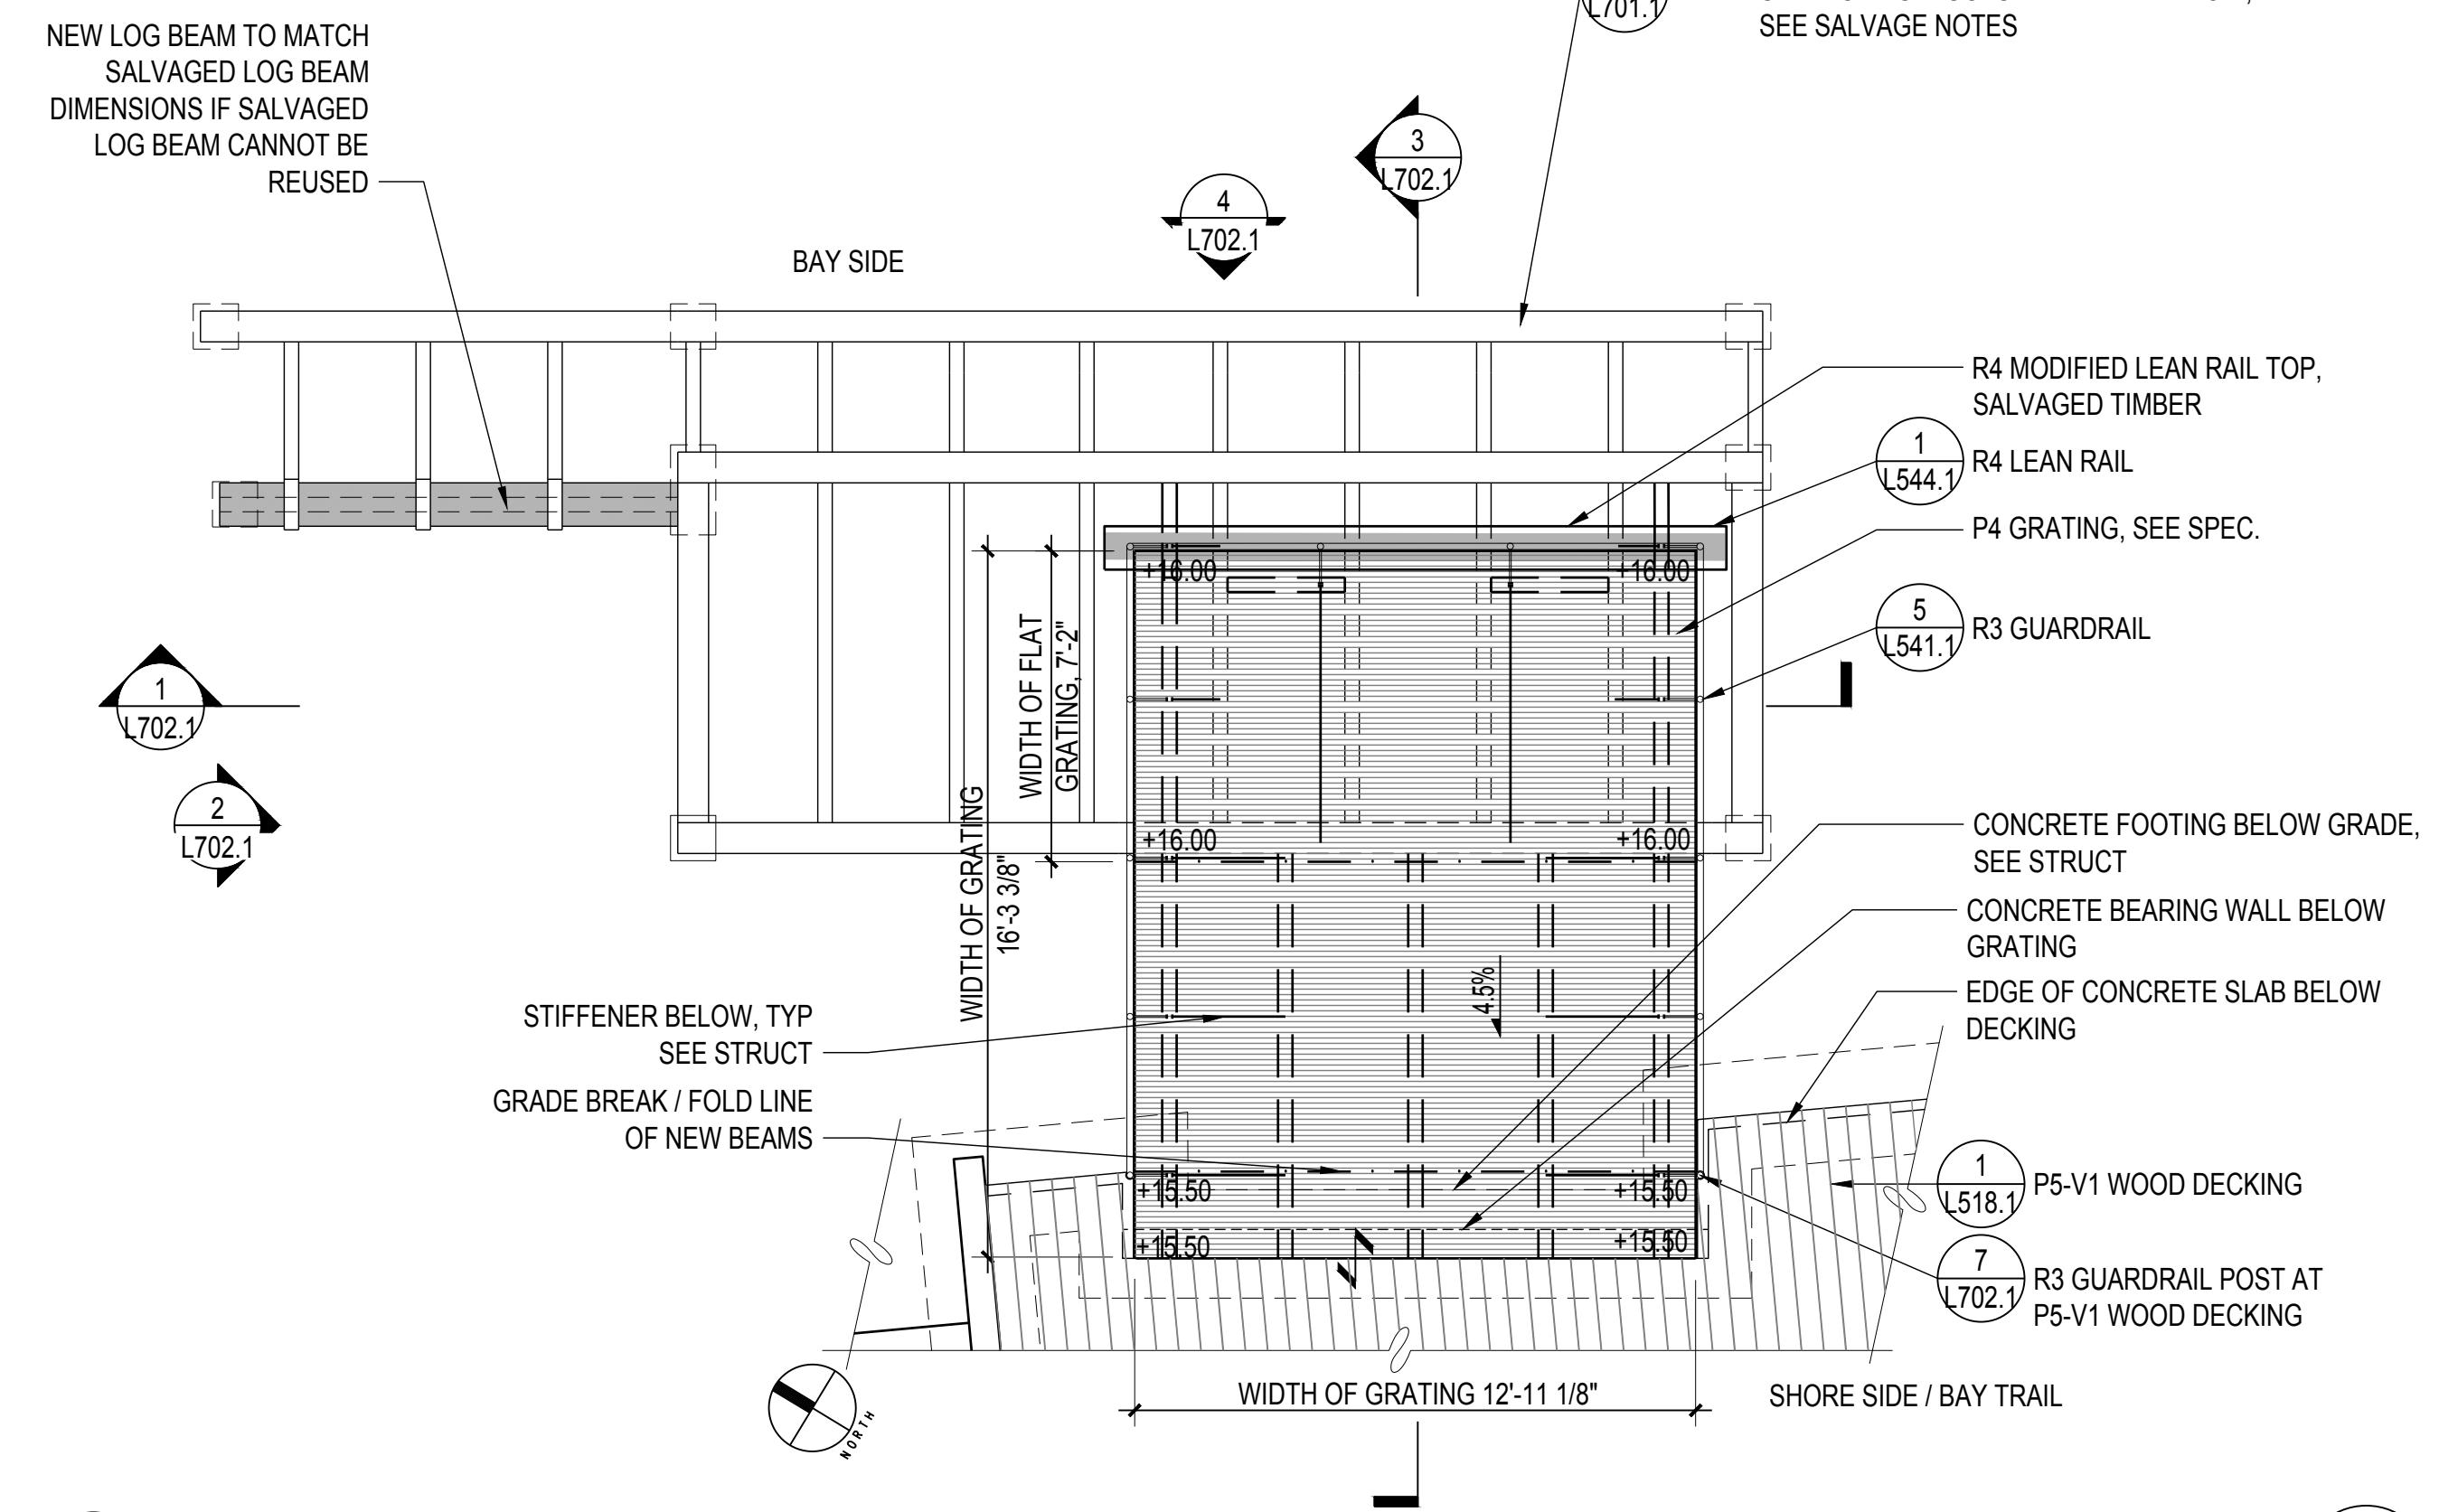 L701.1
SEE SALVAGE NOTES
NEW LOG BEAM TO MATCH
SALVAGED LOG BEAM
DIMENSIONS IF SALVAGED
LOG BEAM CANNOT BE
REUSED
3
L702.1
4
L702.1
BAY SIDE
R4 MODIFIED LEAN RAIL TOP,
SALVAGED TIMBER
1
L544.1
R4 LEAN RAIL
P4 GRATING, SEE SPEC.
5
L541.1
R3 GUARDRAIL
+16.00
+16.00
WIDTH OF FLAT
GRATING, 7'-2"
1
L702.1
2
L702.1
+16.00
+16.00
WIDTH OF GRATING
16'-3 3/8"
CONCRETE FOOTING BELOW GRADE,
SEE STRUCT
CONCRETE BEARING WALL BELOW
GRATING
EDGE OF CONCRETE SLAB BELOW
DECKING
4.5%
STIFFENER BELOW, TYP
SEE STRUCT
GRADE BREAK / FOLD LINE
OF NEW BEAMS
+15.50
+15.50
1
L518.1
P5-V1 WOOD DECKING
+15.50
+15.50
7
L702.1
R3 GUARDRAIL POST AT
P5-V1 WOOD DECKING
WIDTH OF GRATING 12'-11 1/8"
SHORE SIDE / BAY TRAIL
NORTH